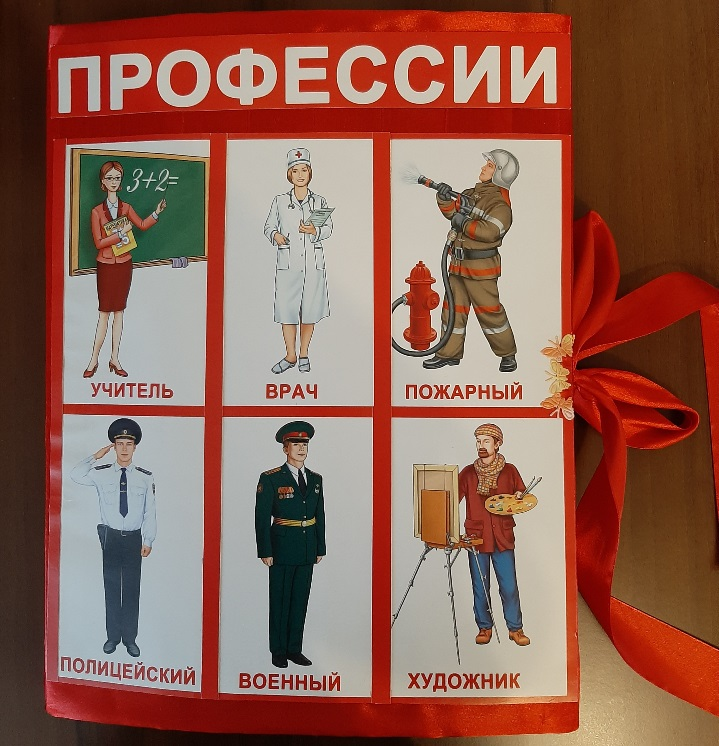 ПРОФЕССИИ
3+2=
УЧИТЕЛЬ
ВРАЧ
ПОЖАРНЫЙ
ПОЛИЦЕЙСКИЙ
ВОЕННЫЙ
ХУДОЖНИК